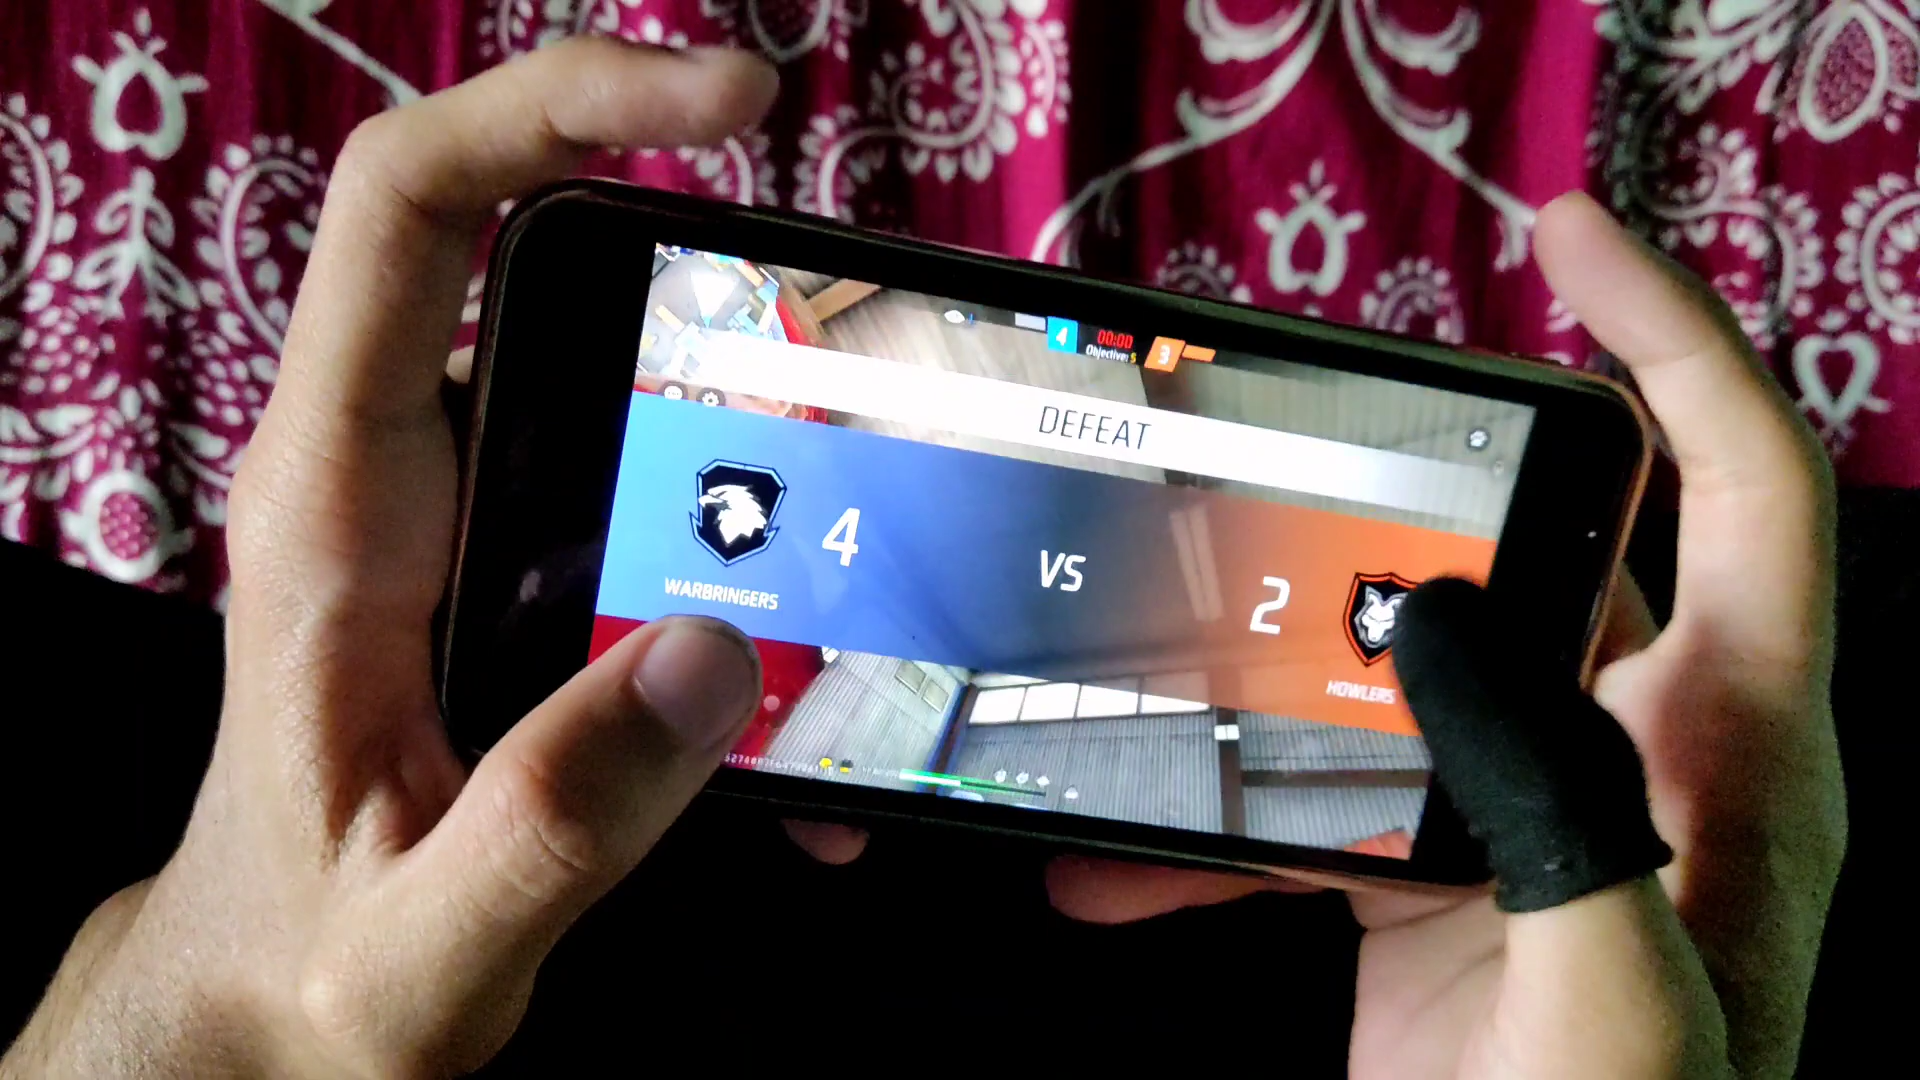 4 00:00 3
Objective: 5
DEFEAT
4 VS 2
WARBRINGERS
HOWLERS